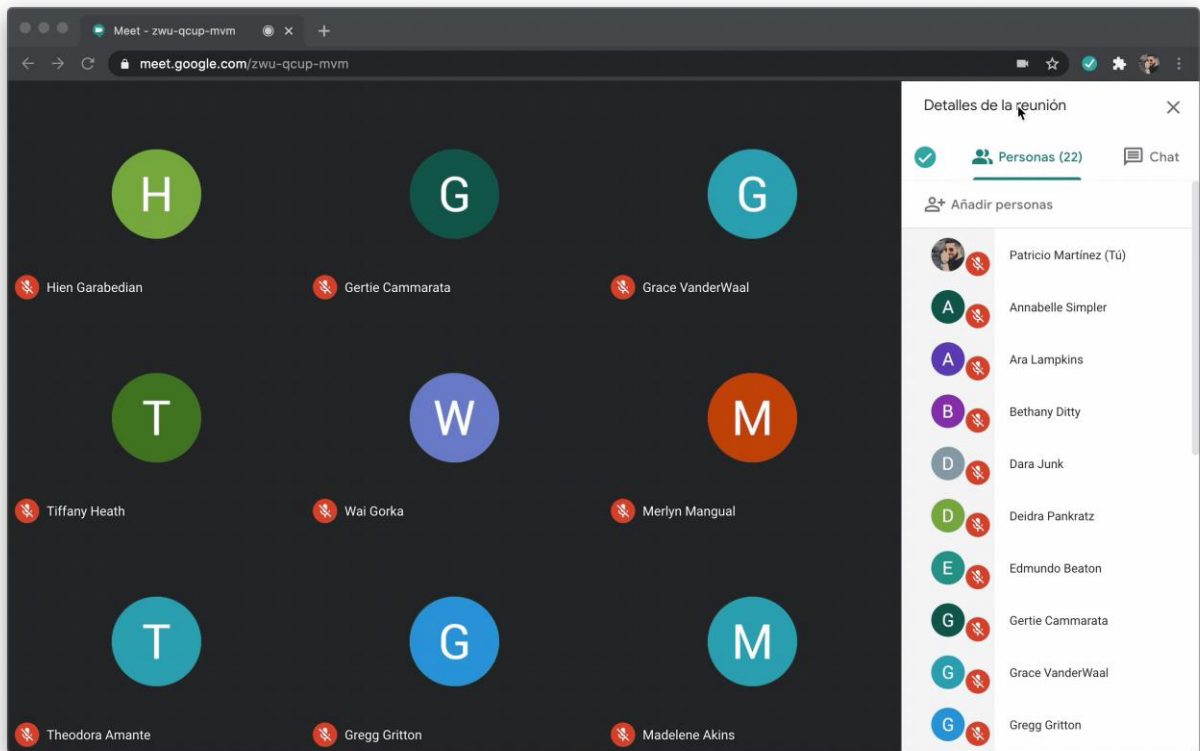 Meet - zwu-qcup-mvm
meet.google.com/zwu-qcup-mvm
H
G
G
Hien Garabedian
Gertie Cammarata
Grace VanderWaal
T
W
M
Tiffany Heath
Wai Gorka
Merlyn Mangual
T
G
M
Theodora Amante
Gregg Gritton
Madelene Akins
Detalles de la reunión
Personas (22)
Chat
Añadir personas
Patricio Martínez (Tú)
A Annabelle Simpler
A Ara Lampkins
B Bethany Ditty
D Dara Junk
D Deidra Pankratz
E Edmundo Beaton
G Gertie Cammarata
G Grace VanderWaal
G Gregg Gritton